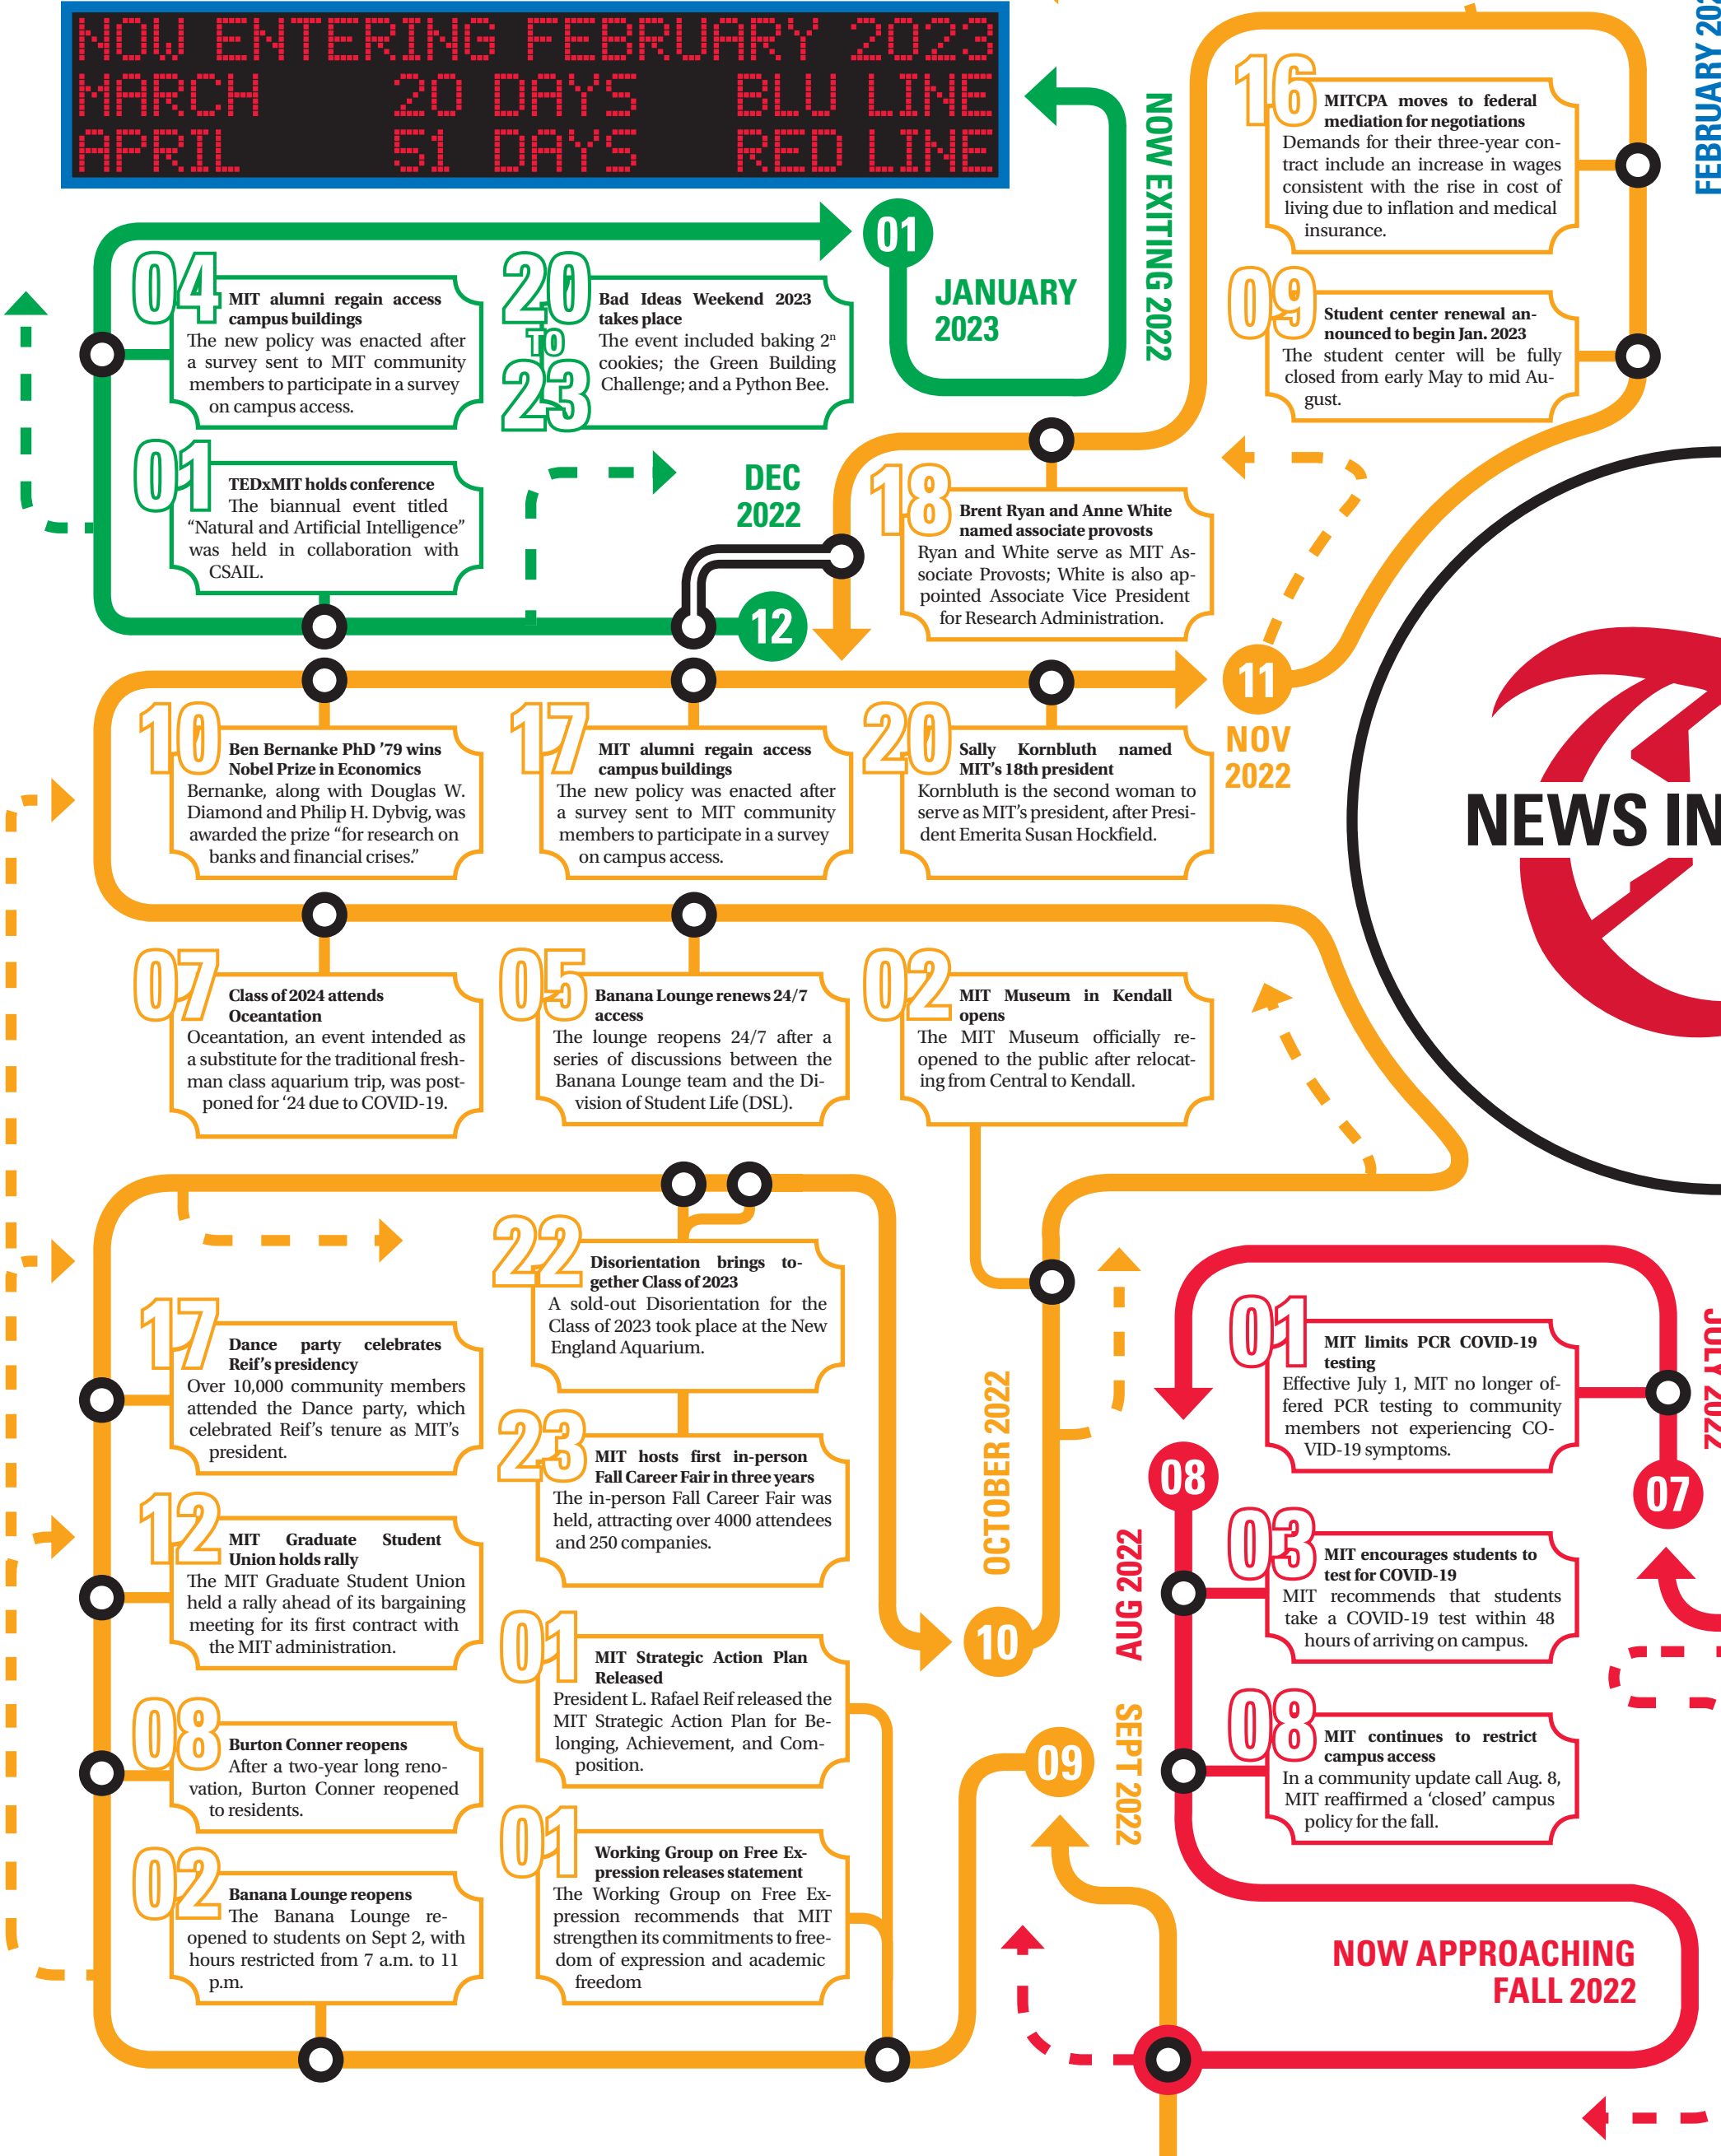 NOW ENTERING FEBRUARY 2023
MARCH 20 DAYS BLU LINE
APRIL 51 DAYS RED LINE
NOW EXITING 2022
01
JANUARY
2023
04
MIT alumni regain access
campus buildings
The new policy was enacted after
a survey sent to MIT community
members to participate in a survey
on campus access.
20
TO
23
Bad Ideas Weekend 2023
takes place
The event included baking 2ⁿ
cookies; the Green Building
Challenge; and a Python Bee.
01
TEDxMIT holds conference
The biannual event titled
“Natural and Artificial Intelligence”
was held in collaboration with
CSAIL.
DEC
2022
12
16
MITCPA moves to federal
mediation for negotiations
Demands for their three-year con-
tract include an increase in wages
consistent with the rise in cost of
living due to inflation and medical
insurance.
09
Student center renewal an-
nounced to begin Jan. 2023
The student center will be fully
closed from early May to mid Au-
gust.
FEBRUARY 202
18
Brent Ryan and Anne White
named associate provosts
Ryan and White serve as MIT As-
sociate Provosts; White is also ap-
pointed Associate Vice President
for Research Administration.
11
NOV
2022
10
Ben Bernanke PhD ’79 wins
Nobel Prize in Economics
Bernanke, along with Douglas W.
Diamond and Philip H. Dybvig, was
awarded the prize “for research on
banks and financial crises.”
17
MIT alumni regain access
campus buildings
The new policy was enacted after
a survey sent to MIT community
members to participate in a survey
on campus access.
20
Sally Kornbluth named
MIT’s 18th president
Kornbluth is the second woman to
serve as MIT’s president, after Presi-
dent Emerita Susan Hockfield.
NEWS IN
07
Class of 2024 attends
Oceantation
Oceantation, an event intended as
a substitute for the traditional fresh-
man class aquarium trip, was post-
poned for ‘24 due to COVID-19.
05
Banana Lounge renews 24/7
access
The lounge reopens 24/7 after a
series of discussions between the
Banana Lounge team and the Di-
vision of Student Life (DSL).
02
MIT Museum in Kendall
opens
The MIT Museum officially re-
opened to the public after relocat-
ing from Central to Kendall.
22
Disorientation brings to-
gether Class of 2023
A sold-out Disorientation for the
Class of 2023 took place at the New
England Aquarium.
17
Dance party celebrates
Reif’s presidency
Over 10,000 community members
attended the Dance party, which
celebrated Reif’s tenure as MIT’s
president.
23
MIT hosts first in-person
Fall Career Fair in three years
The in-person Fall Career Fair was
held, attracting over 4000 attendees
and 250 companies.
12
MIT Graduate Student
Union holds rally
The MIT Graduate Student Union
held a rally ahead of its bargaining
meeting for its first contract with
the MIT administration.
01
MIT Strategic Action Plan
Released
President L. Rafael Reif released the
MIT Strategic Action Plan for Be-
longing, Achievement, and Com-
position.
08
Burton Conner reopens
After a two-year long reno-
vation, Burton Conner reopened
to residents.
01
Working Group on Free Ex-
pression releases statement
The Working Group on Free Ex-
pression recommends that MIT
strengthen its commitments to free-
dom of expression and academic
freedom
02
Banana Lounge reopens
The Banana Lounge re-
opened to students on Sept 2, with
hours restricted from 7 a.m. to 11
p.m.
OCTOBER 2022
10
09
SEPT 2022
AUG 2022
08
01
MIT limits PCR COVID-19
testing
Effective July 1, MIT no longer of-
fered PCR testing to community
members not experiencing CO-
VID-19 symptoms.
JULY 2022
07
03
MIT encourages students to
test for COVID-19
MIT recommends that students
take a COVID-19 test within 48
hours of arriving on campus.
08
MIT continues to restrict
campus access
In a community update call Aug. 8,
MIT reaffirmed a ‘closed’ campus
policy for the fall.
NOW APPROACHING
FALL 2022